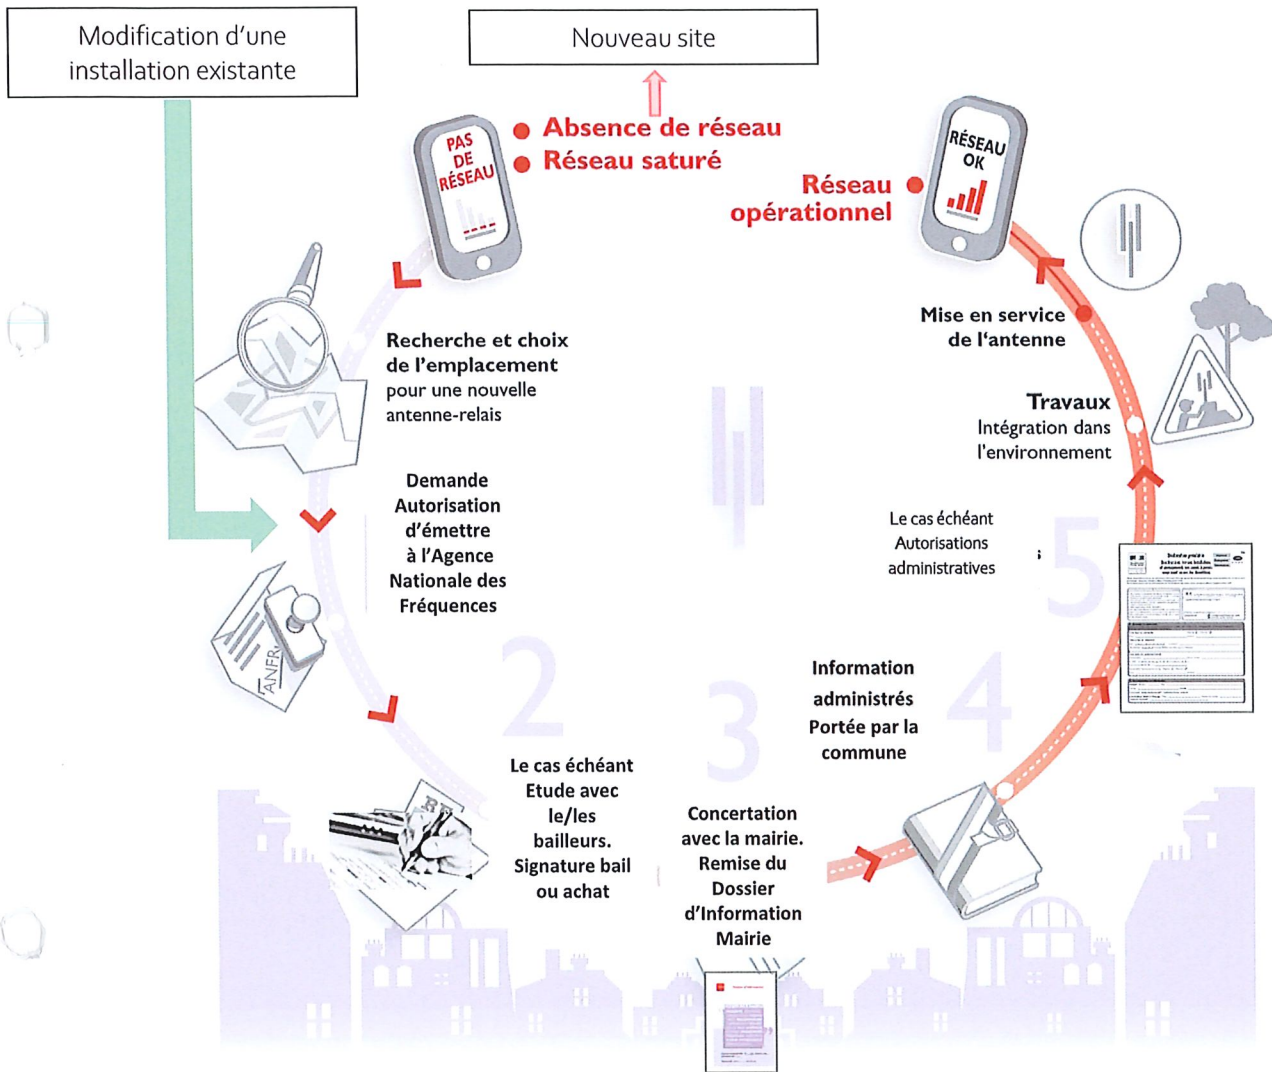 Modification d'une
installation existante
Nouveau site
PAS
DE
RÉSEAU
Absence de réseau
Réseau saturé
Réseau
opérationnel
RÉSEAU
OK
Recherche et choix
de l'emplacement
pour une nouvelle
antenne-relais
Demande
Autorisation
d'émettre
à l'Agence
Nationale des
Fréquences
ANFR
2
Le cas échéant
Etude avec
le/les
bailleurs.
Signature bail
ou achat
3
Concertation
avec la mairie.
Remise du
Dossier
d'Information
Mairie
4
Information
administrés
Portée par la
commune
5
Le cas échéant
Autorisations
administratives
s
Travaux
Intégration dans
l'environnement
Mise en service
de l'antenne